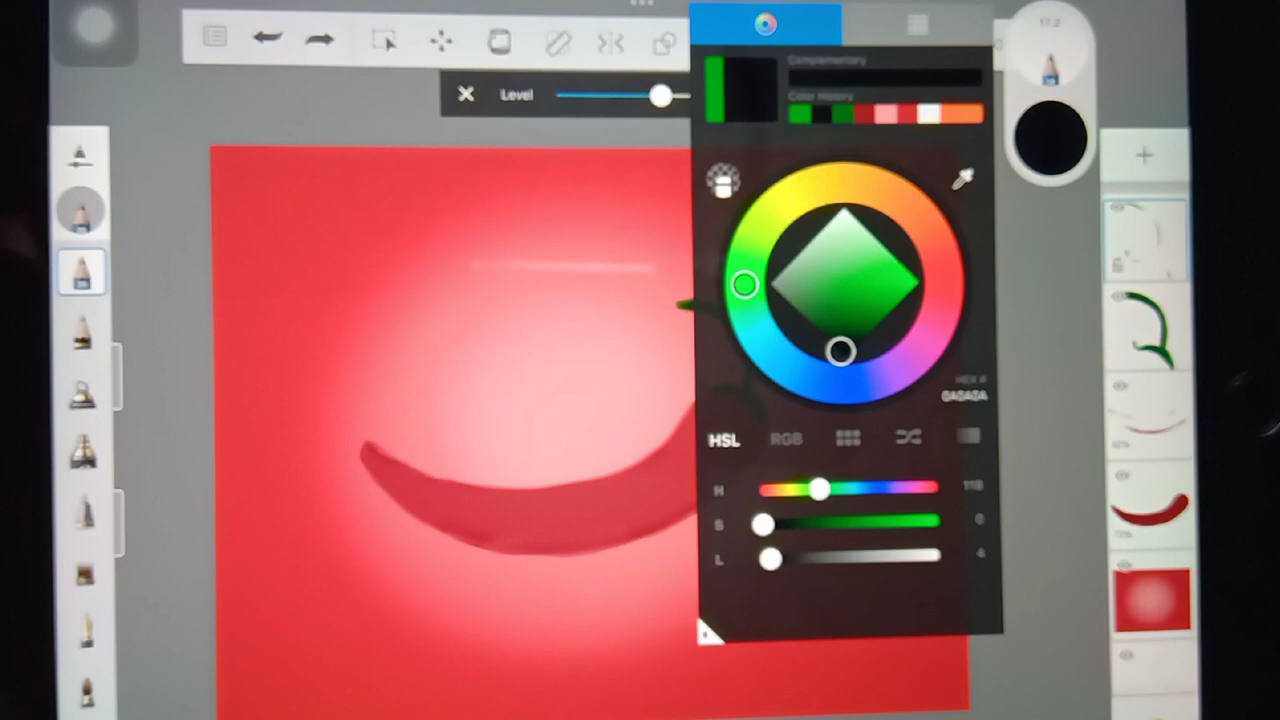 17.2
Level
Complementary
Color History
HEX #
0A0A0A
HSL RGB
H 118
S 0
L 4